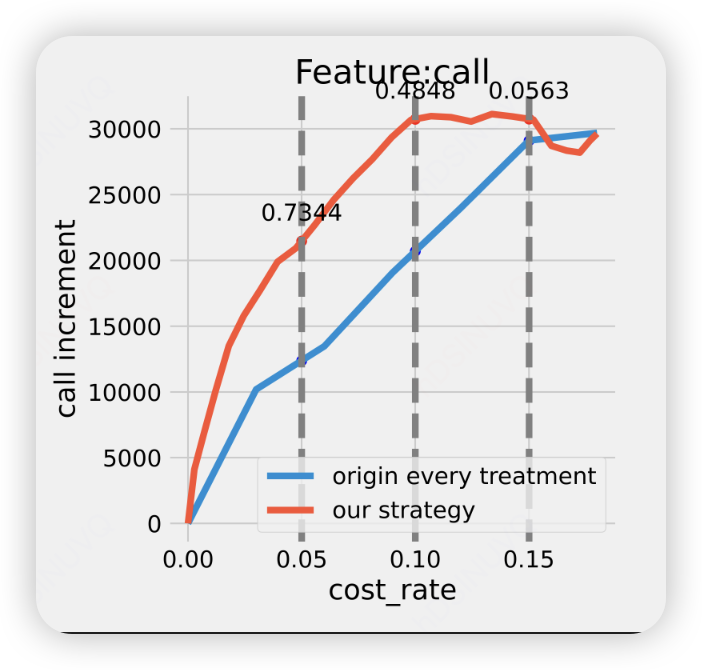 Feature:call
0.4848 0.0563
0.7344
30000
25000
20000
15000
10000
5000
0
call increment
origin every treatment
our strategy
0.00 0.05 0.10 0.15
cost_rate